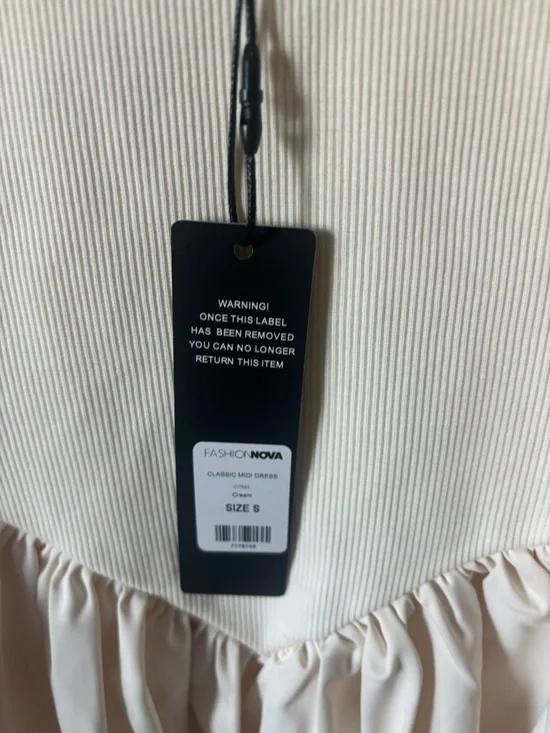 WARNING!
ONCE THIS LABEL
HAS BEEN REMOVED
YOU CAN NO LONGER
RETURN THIS ITEM
FASHIONNOVA
CLASSIC MIDI DRESS
Cream
SIZE S